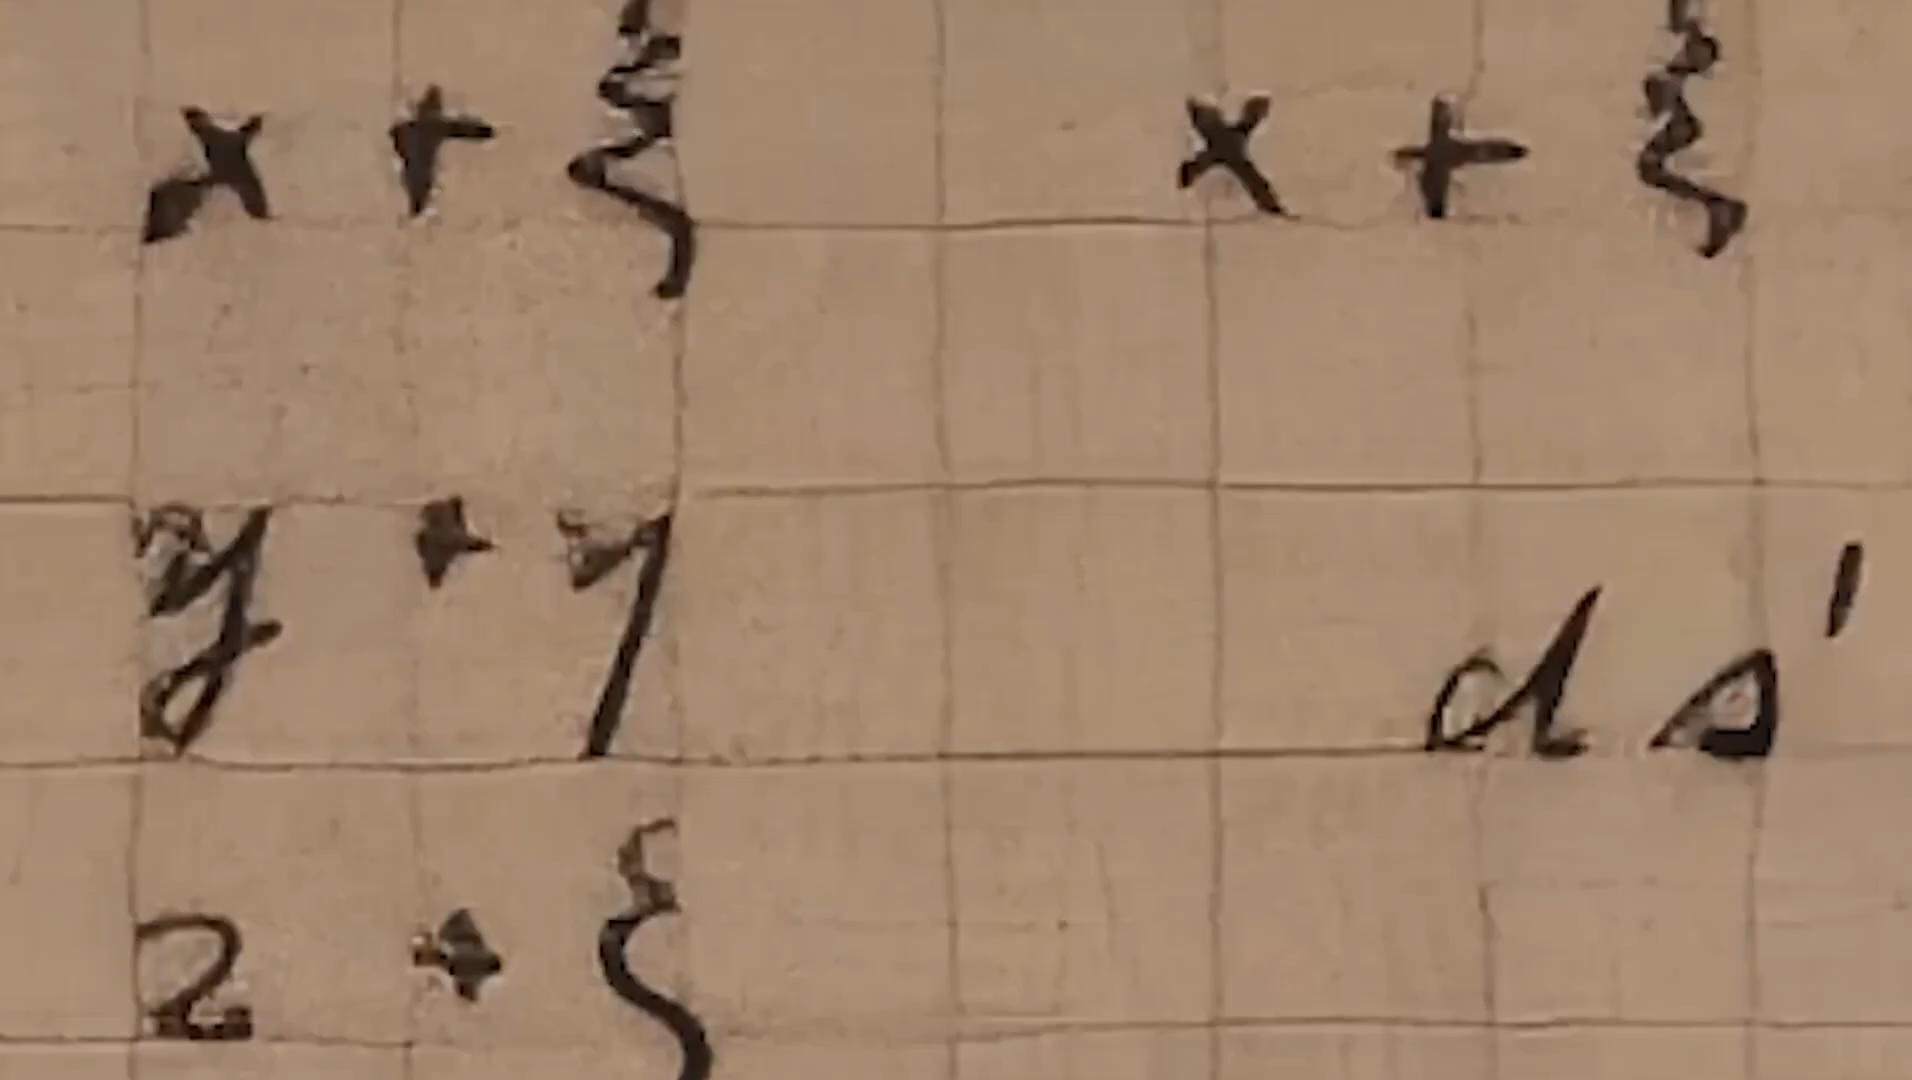 x + ξ x + ξ
y + η
ds'
z + ζ